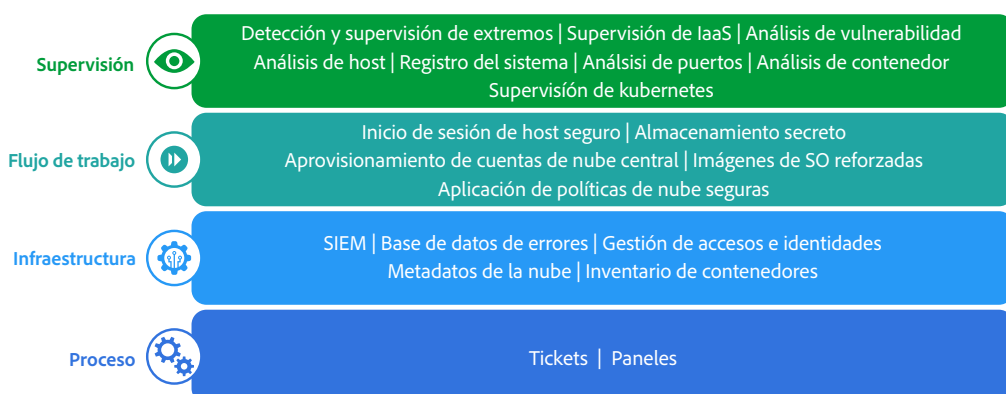 Supervisión
Detección y supervisión de extremos | Supervisión de IaaS | Análisis de vulnerabilidad
Análisis de host | Registro del sistema | Análsisi de puertos | Análisis de contenedor
Supervisíón de kubernetes
Flujo de trabajo
Inicio de sesión de host seguro | Almacenamiento secreto
Aprovisionamiento de cuentas de nube central | Imágenes de SO reforzadas
Aplicación de políticas de nube seguras
Infraestructura
SIEM | Base de datos de errores | Gestión de accesos e identidades
Metadatos de la nube | Inventario de contenedores
Proceso
Tickets | Paneles